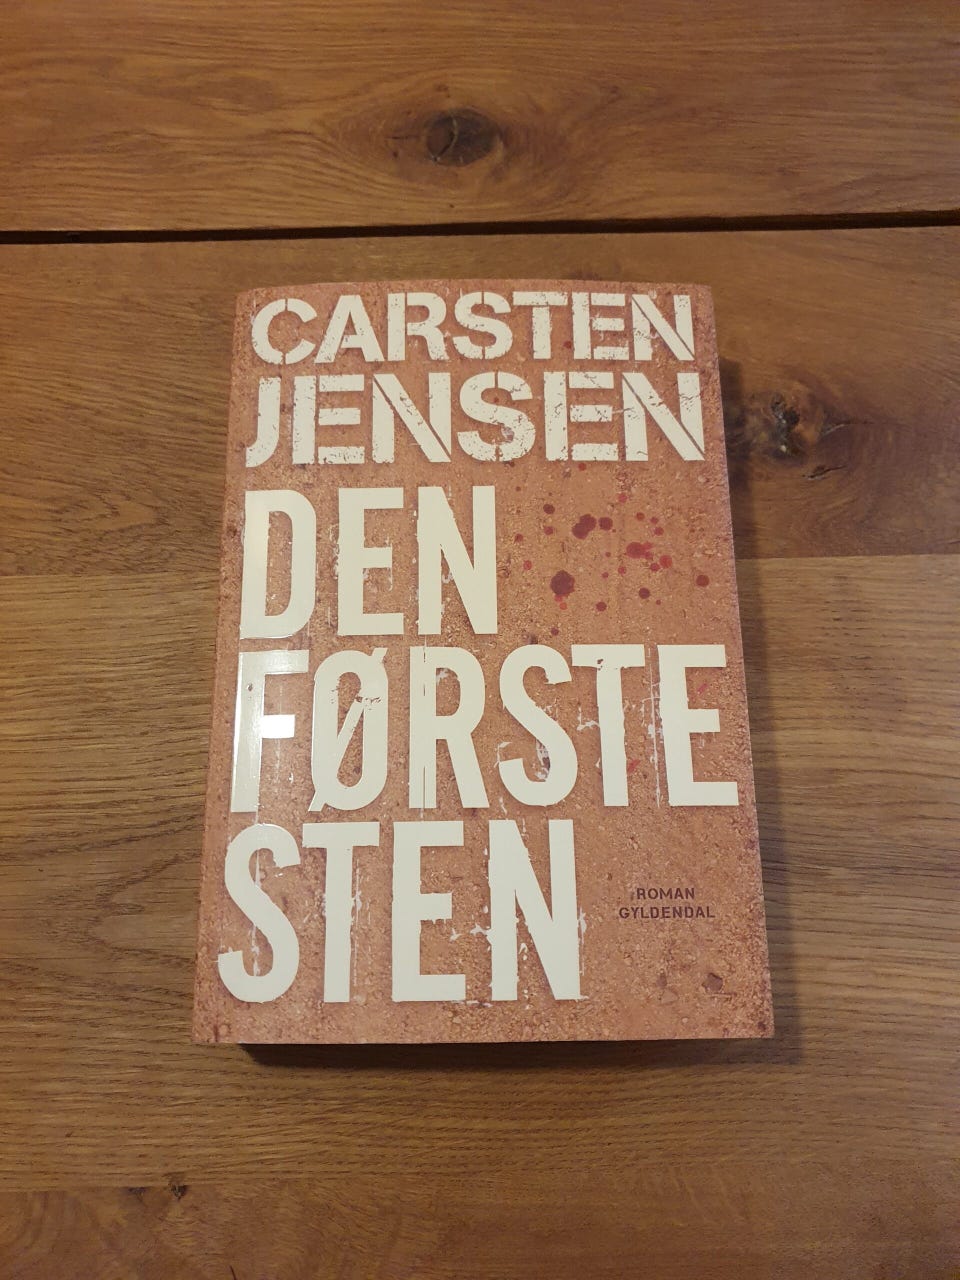 CARSTEN
JENSEN
DEN
FØRSTE
STEN
ROMAN
GYLDENDAL